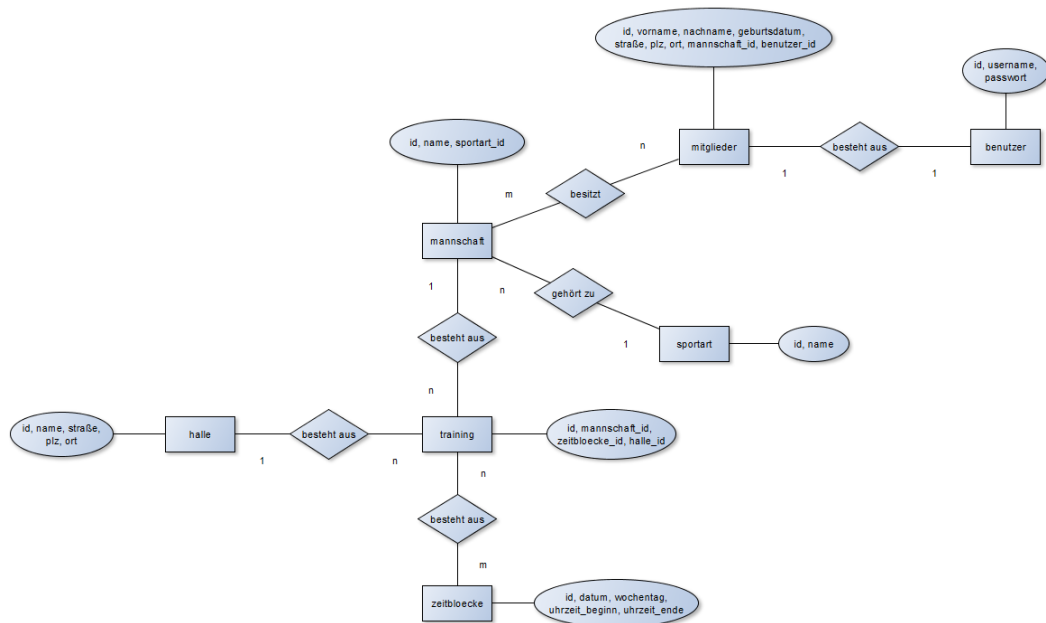 id, vorname, nachname, geburtsdatum,
straße, plz, ort, mannschaft_id, benutzer_id
id, username,
passwort
id, name, sportart_id
n
mitglieder
besteht aus
benutzer
1
1
m
besitzt
mannschaft
1
n
gehört zu
besteht aus
1
sportart
id, name
n
id, name, straße,
plz, ort
halle
besteht aus
training
id, mannschaft_id,
zeitbloecke_id, halle_id
1
n
n
besteht aus
m
zeitbloecke
id, datum, wochentag,
uhrzeit_beginn, uhrzeit_ende